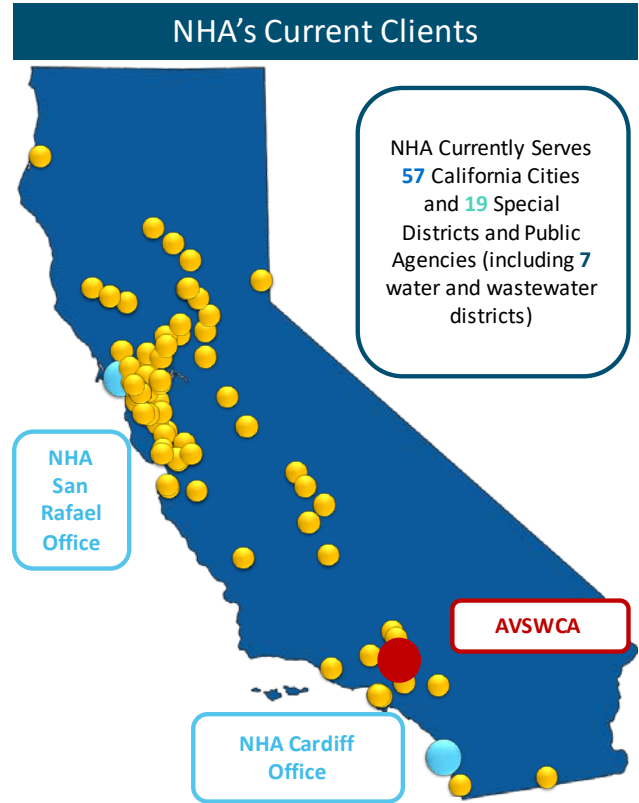 NHA's Current Clients
NHA Currently Serves
57 California Cities
and 19 Special
Districts and Public
Agencies (including 7
water and wastewater
districts)
NHA
San
Rafael
Office
AVSWCA
NHA Cardiff
Office